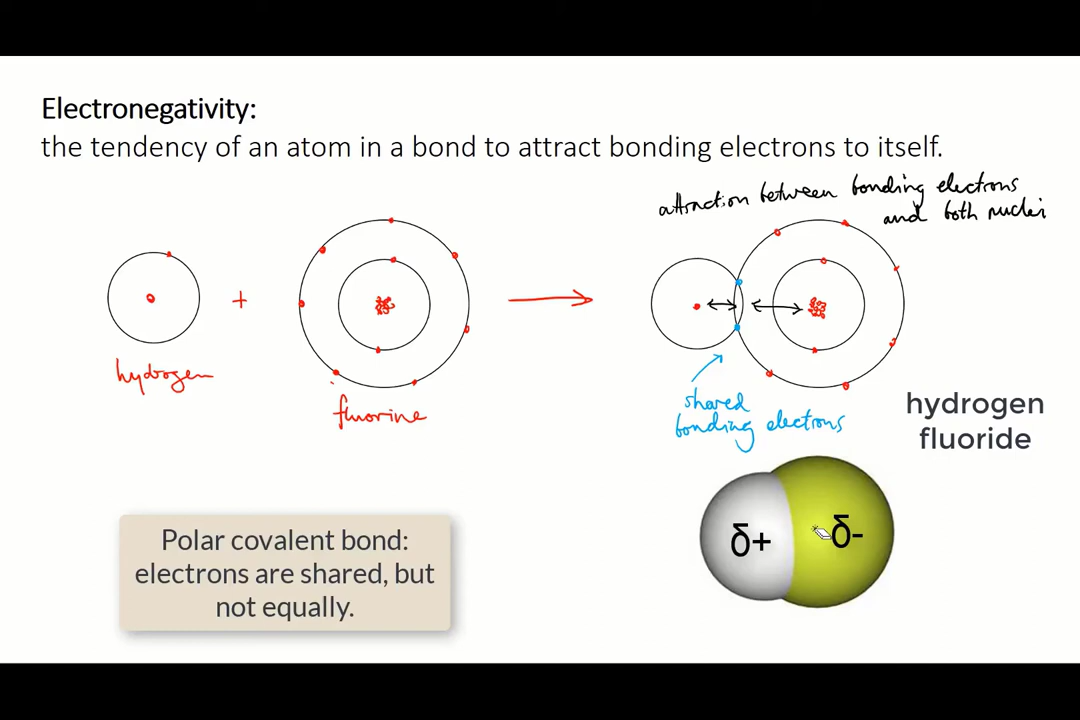 Electronegativity:
the tendency of an atom in a bond to attract bonding electrons to itself.
attraction between bonding electrons
and both nuclei
+
hydrogen
fluorine
shared
bonding electrons
hydrogen
fluoride
δ+
δ-
Polar covalent bond:
electrons are shared, but
not equally.